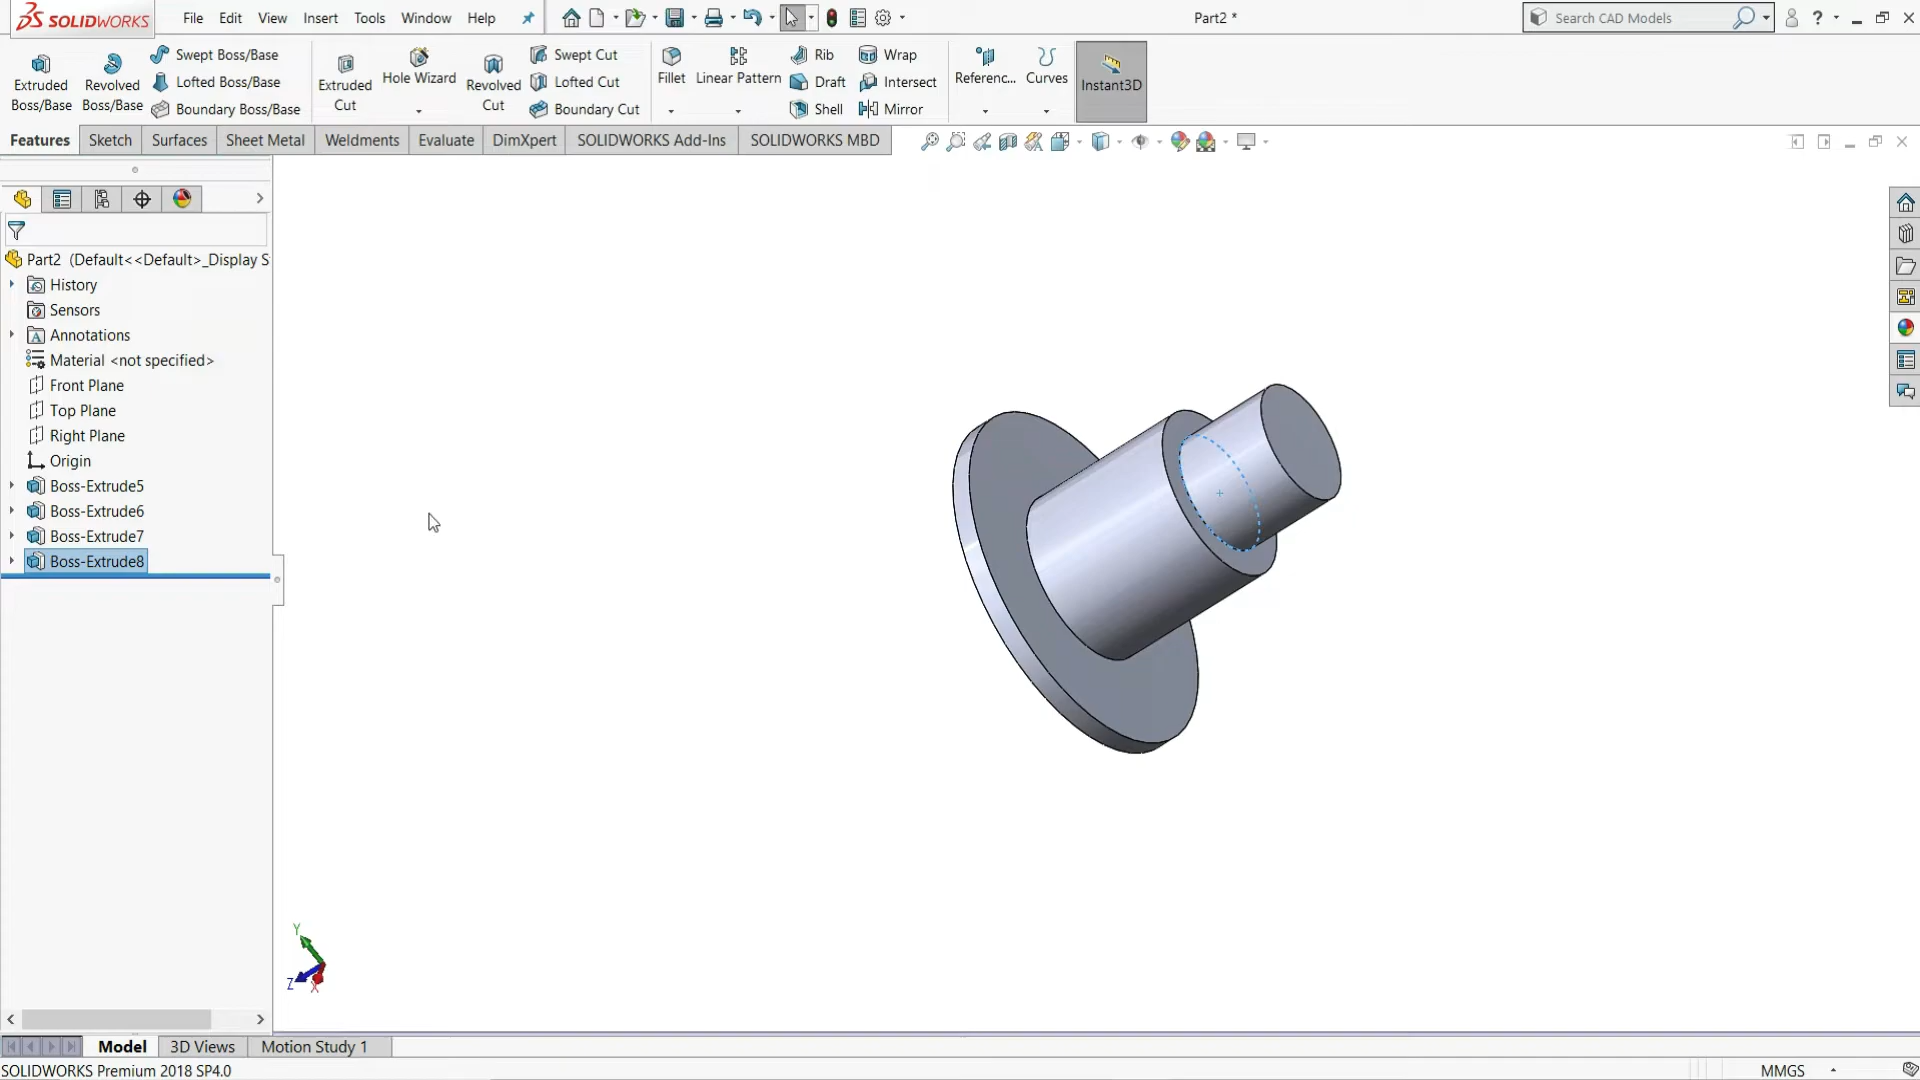 SOLIDWORKS
File Edit View Insert Tools Window Help
Part2 *
Search CAD Models
?
Extruded Boss/Base
Revolved Boss/Base
Swept Boss/Base
Lofted Boss/Base
Boundary Boss/Base
Extruded Cut
Hole Wizard
Revolved Cut
Swept Cut
Lofted Cut
Boundary Cut
Fillet
Linear Pattern
Rib
Draft
Shell
Wrap
Intersect
Mirror
Referenc...
Curves
Instant3D
Features Sketch Surfaces Sheet Metal Weldments Evaluate DimXpert SOLIDWORKS Add-Ins SOLIDWORKS MBD
Part2 (Default<<Default>_Display S
History
Sensors
Annotations
Material <not specified>
Front Plane
Top Plane
Right Plane
Origin
Boss-Extrude5
Boss-Extrude6
Boss-Extrude7
Boss-Extrude8
Y
Z
X
Model 3D Views Motion Study 1
SOLIDWORKS Premium 2018 SP4.0
MMGS